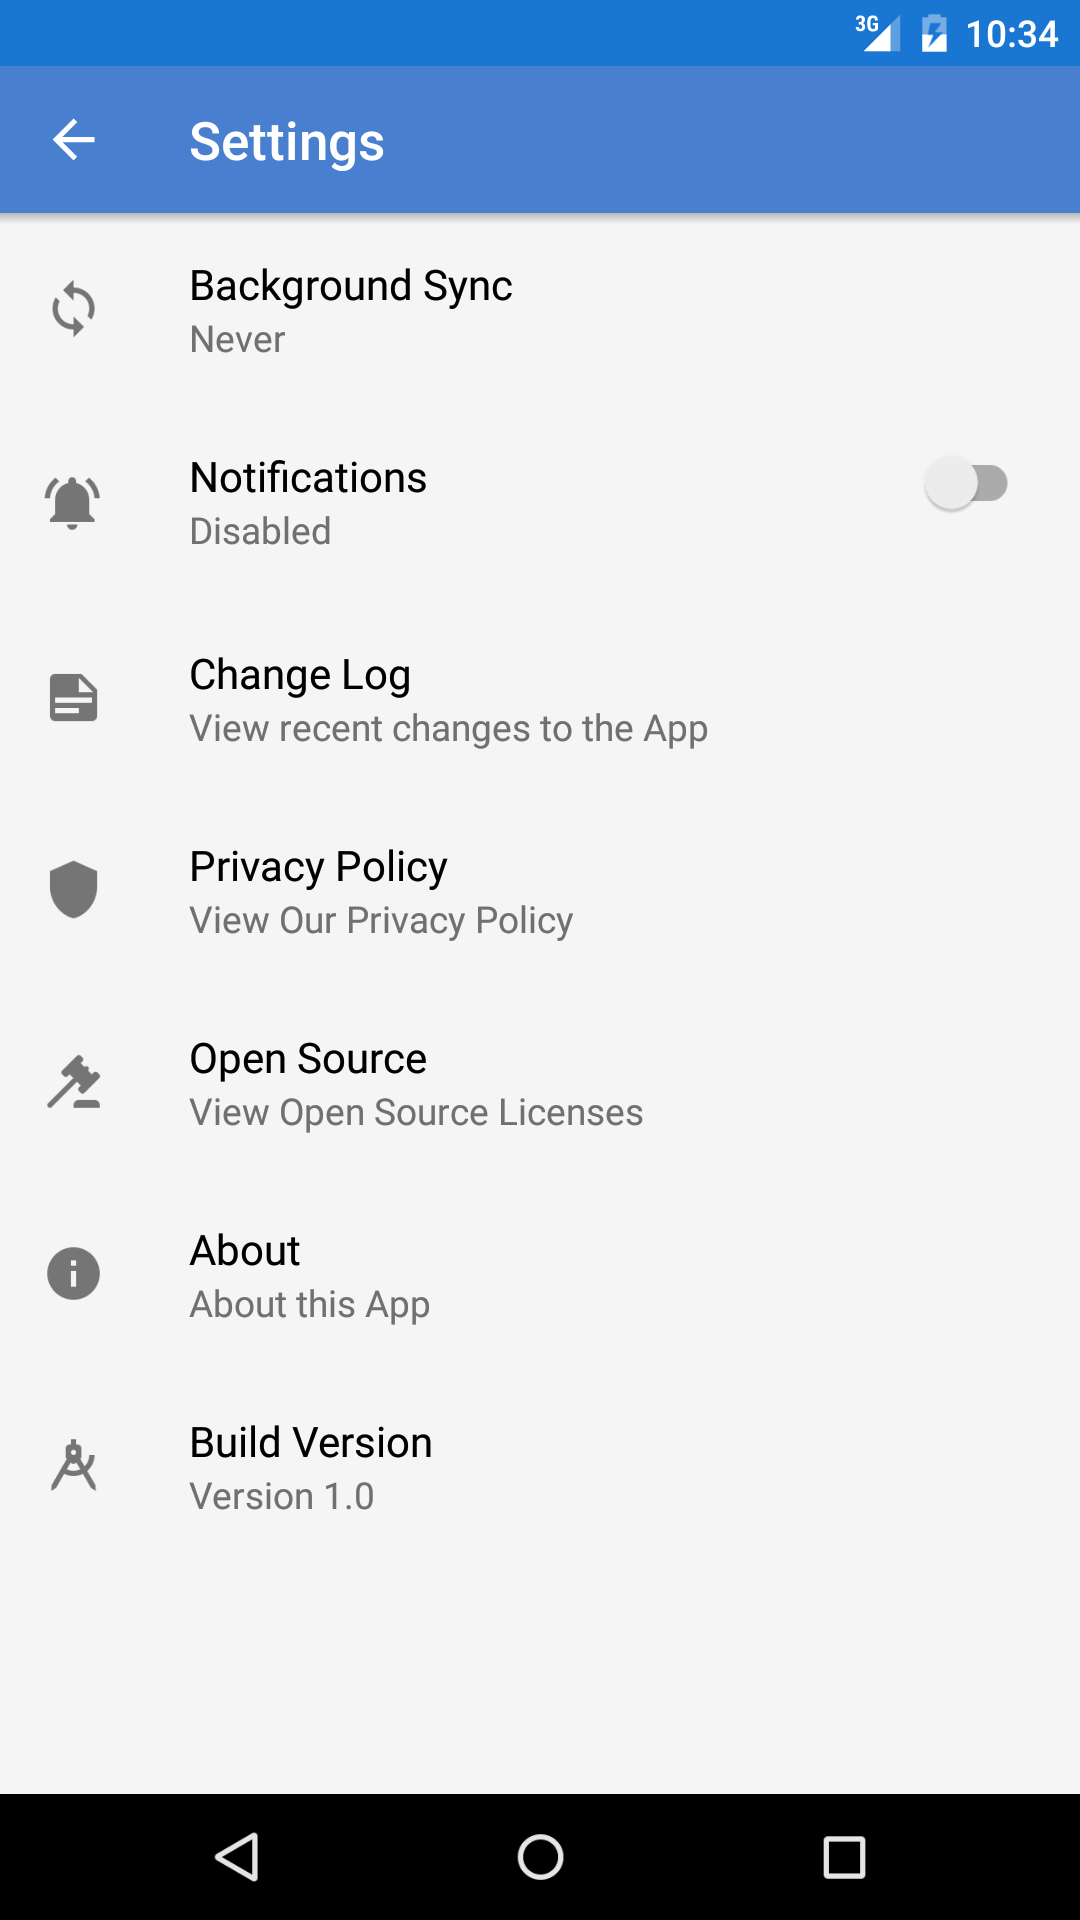 3G 10:34
Settings
Background Sync
Never
Notifications
Disabled
Change Log
View recent changes to the App
Privacy Policy
View Our Privacy Policy
Open Source
View Open Source Licenses
About
About this App
Build Version
Version 1.0